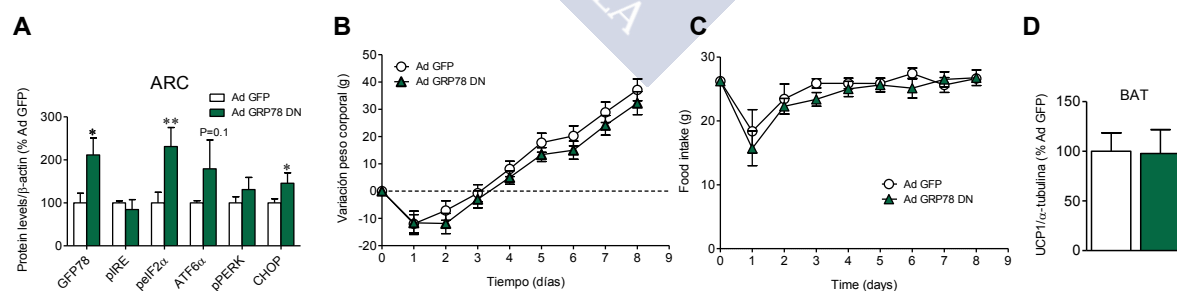 A
ARC
Ad GFP
Ad GRP78 DN
Protein levels/β-actin (% Ad GFP)
300
200
100
0
*
**
P=0.1
*
GFP78
pIRE
peIF2α
ATF6α
pPERK
CHOP
B
Ad GFP
Ad GRP78 DN
Variación peso corporal (g)
50
40
30
20
10
0
-10
-20
0 1 2 3 4 5 6 7 8 9
Tiempo (días)
LA
C
Food intake (g)
30
20
10
0
Ad GFP
Ad GRP78 DN
0 1 2 3 4 5 6 7 8 9
Time (days)
D
BAT
UCP1/α-tubulina (% Ad GFP)
150
100
50
0